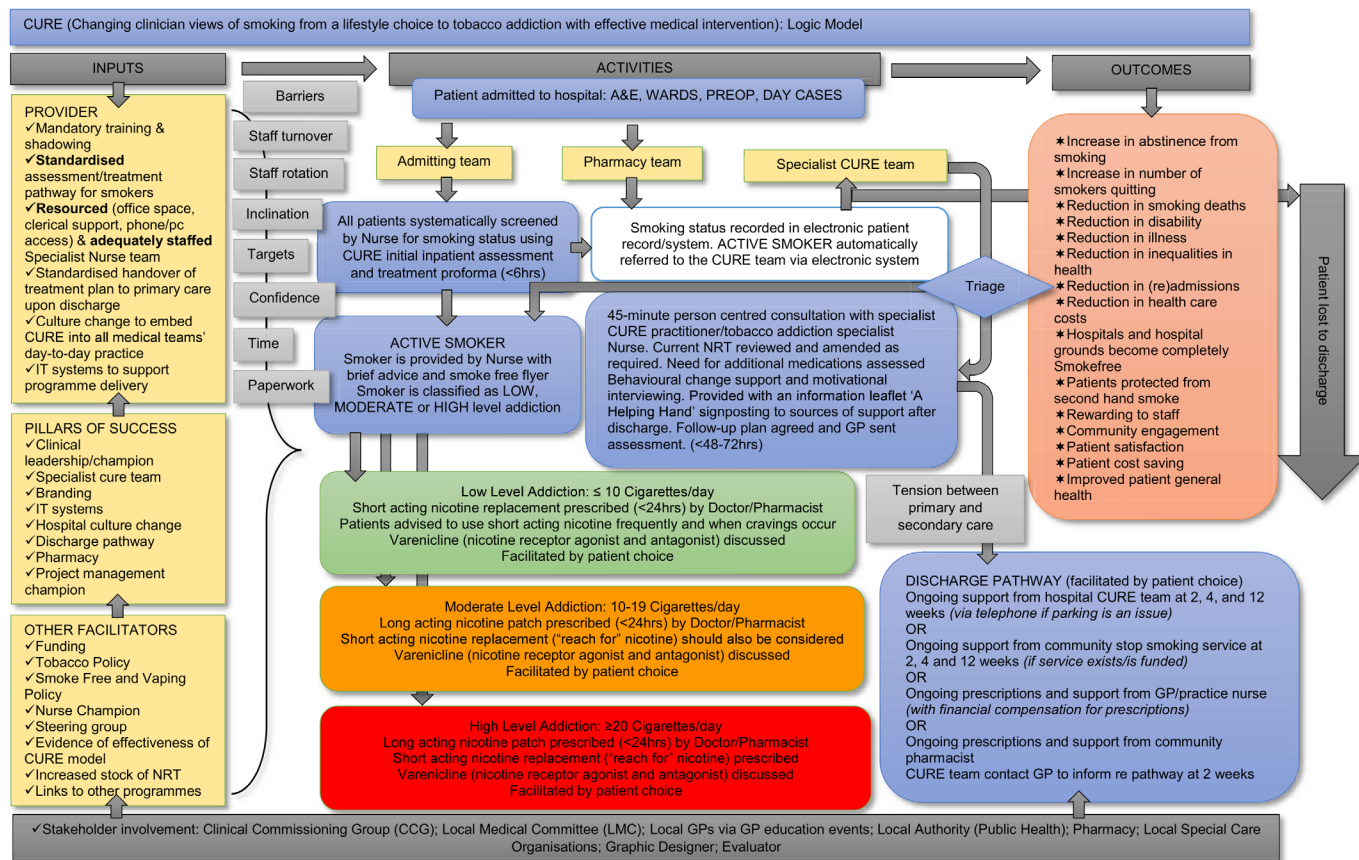 CURE (Changing clinician views of smoking from a lifestyle choice to tobacco addiction with effective medical intervention): Logic Model
INPUTS
ACTIVITIES
OUTCOMES
PROVIDER
✓Mandatory training &
shadowing
✓Standardised
assessment/treatment
pathway for smokers
✓Resourced (office space,
clerical support, phone/pc
access) & adequately staffed
Specialist Nurse team
✓Standardised handover of
treatment plan to primary care
upon discharge
✓Culture change to embed
CURE into all medical teams'
day-to-day practice
✓IT systems to support
programme delivery
PILLARS OF SUCCESS
✓Clinical
leadership/champion
✓Specialist cure team
✓Branding
✓IT systems
✓Hospital culture change
✓Discharge pathway
✓Pharmacy
✓Project management
champion
OTHER FACILITATORS
✓Funding
✓Tobacco Policy
✓Smoke Free and Vaping
Policy
✓Nurse Champion
✓Steering group
✓Evidence of effectiveness of
CURE model
✓Increased stock of NRT
✓Links to other programmes
Barriers
Staff turnover
Staff rotation
Inclination
Targets
Confidence
Time
Paperwork
Patient admitted to hospital: A&E, WARDS, PREOP, DAY CASES
Admitting team
Pharmacy team
Specialist CURE team
All patients systematically screened
by Nurse for smoking status using
CURE initial inpatient assessment
and treatment proforma (<6hrs)
Smoking status recorded in electronic patient
record/system. ACTIVE SMOKER automatically
referred to the CURE team via electronic system
Triage
ACTIVE SMOKER
Smoker is provided by Nurse with
brief advice and smoke free flyer
Smoker is classified as LOW,
MODERATE or HIGH level addiction
45-minute person centred consultation with specialist
CURE practitioner/tobacco addiction specialist
Nurse. Current NRT reviewed and amended as
required. Need for additional medications assessed
Behavioural change support and motivational
interviewing. Provided with an information leaflet 'A
Helping Hand' signposting to sources of support after
discharge. Follow-up plan agreed and GP sent
assessment. (<48-72hrs)
Low Level Addiction: ≤ 10 Cigarettes/day
Short acting nicotine replacement prescribed (<24hrs) by Doctor/Pharmacist
Patients advised to use short acting nicotine frequently and when cravings occur
Varenicline (nicotine receptor agonist and antagonist) discussed
Facilitated by patient choice
Moderate Level Addiction: 10-19 Cigarettes/day
Long acting nicotine patch prescribed (<24hrs) by Doctor/Pharmacist
Short acting nicotine replacement ("reach for" nicotine) should also be considered
Varenicline (nicotine receptor agonist and antagonist) discussed
Facilitated by patient choice
High Level Addiction: ≥20 Cigarettes/day
Long acting nicotine patch prescribed (<24hrs) by Doctor/Pharmacist
Short acting nicotine replacement ("reach for" nicotine) prescribed
Varenicline (nicotine receptor agonist and antagonist) discussed
Facilitated by patient choice
Tension between
primary and
secondary care
DISCHARGE PATHWAY (facilitated by patient choice)
Ongoing support from hospital CURE team at 2, 4, and 12
weeks (via telephone if parking is an issue)
OR
Ongoing support from community stop smoking service at
2, 4 and 12 weeks (if service exists/is funded)
OR
Ongoing prescriptions and support from GP/practice nurse
(with financial compensation for prescriptions)
OR
Ongoing prescriptions and support from community
pharmacist
CURE team contact GP to inform re pathway at 2 weeks
✶Increase in abstinence from
smoking
✶Increase in number of
smokers quitting
✶Reduction in smoking deaths
✶Reduction in disability
✶Reduction in illness
✶Reduction in inequalities in
health
✶Reduction in (re)admissions
✶Reduction in health care
costs
✶Hospitals and hospital
grounds become completely
Smokefree
✶Patients protected from
second hand smoke
✶Rewarding to staff
✶Community engagement
✶Patient satisfaction
✶Patient cost saving
✶Improved patient general
health
Patient lost to discharge
✓Stakeholder involvement: Clinical Commissioning Group (CCG); Local Medical Committee (LMC); Local GPs via GP education events; Local Authority (Public Health); Pharmacy; Local Special Care
Organisations; Graphic Designer; Evaluator